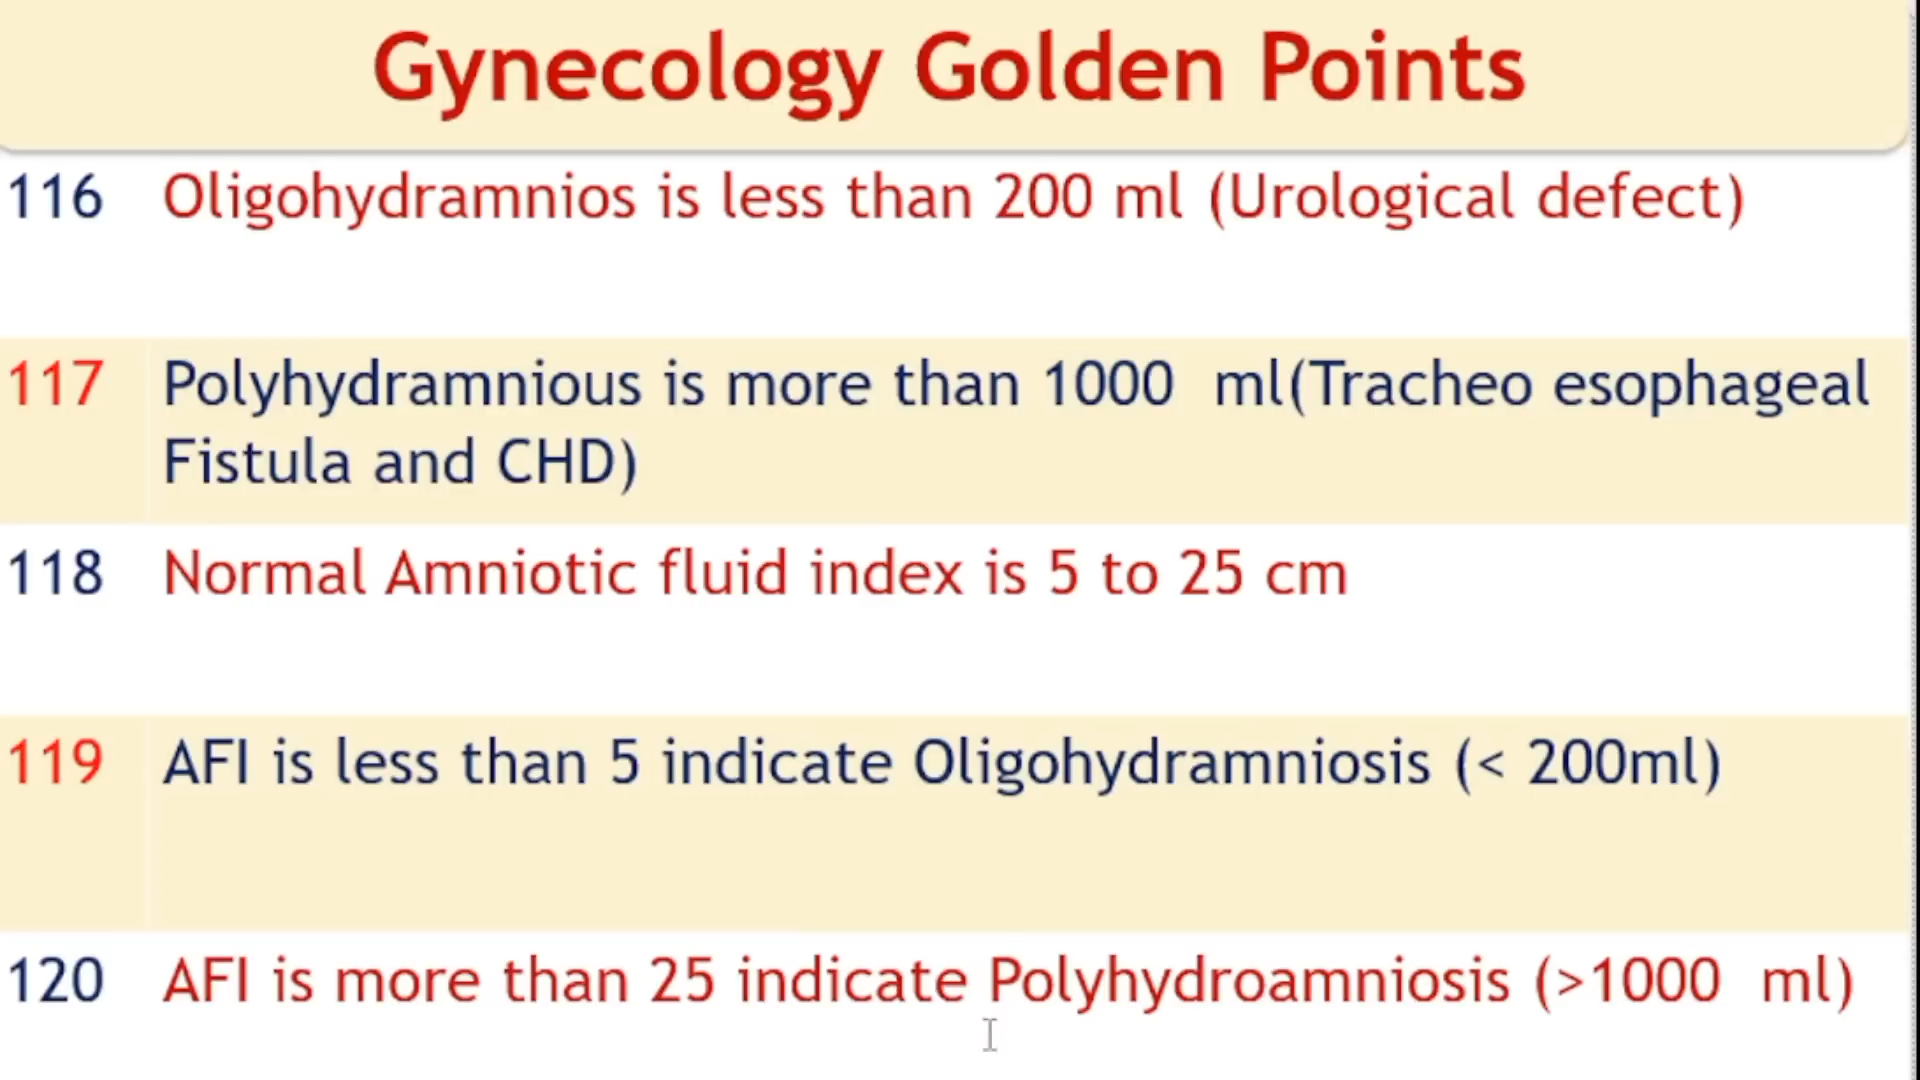 Gynecology Golden Points
116 Oligohydramnios is less than 200 ml (Urological defect)
117 Polyhydramnious is more than 1000 ml(Tracheo esophageal
Fistula and CHD)
118 Normal Amniotic fluid index is 5 to 25 cm
119 AFI is less than 5 indicate Oligohydramniosis (< 200ml)
120 AFI is more than 25 indicate Polyhydroamniosis (>1000 ml)